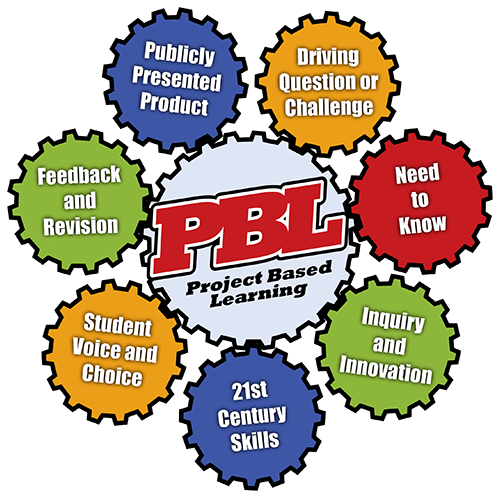 Publicly
Presented
Product
Driving
Question or
Challenge
Feedback
and
Revision
PBL
Project Based
Learning
Need
to
Know
Student
Voice and
Choice
21st
Century
Skills
Inquiry
and
Innovation